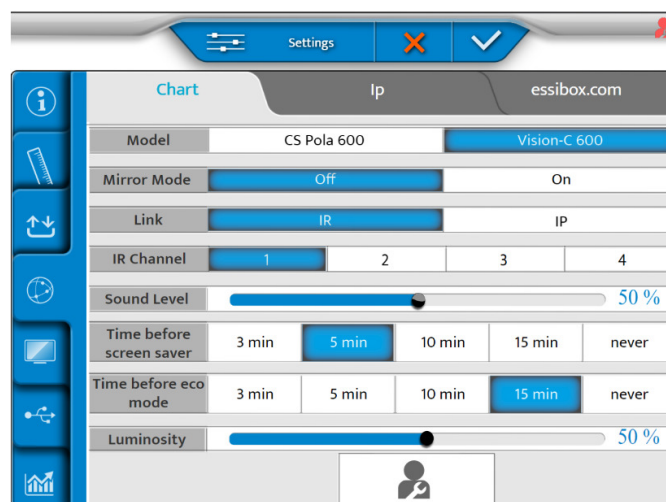 Settings
Chart Ip essibox.com
Model CS Pola 600 Vision-C 600
Mirror Mode Off On
Link IR IP
IR Channel 1 2 3 4
Sound Level 50 %
Time before
screen saver 3 min 5 min 10 min 15 min never
Time before eco
mode 3 min 5 min 10 min 15 min never
Luminosity 50 %